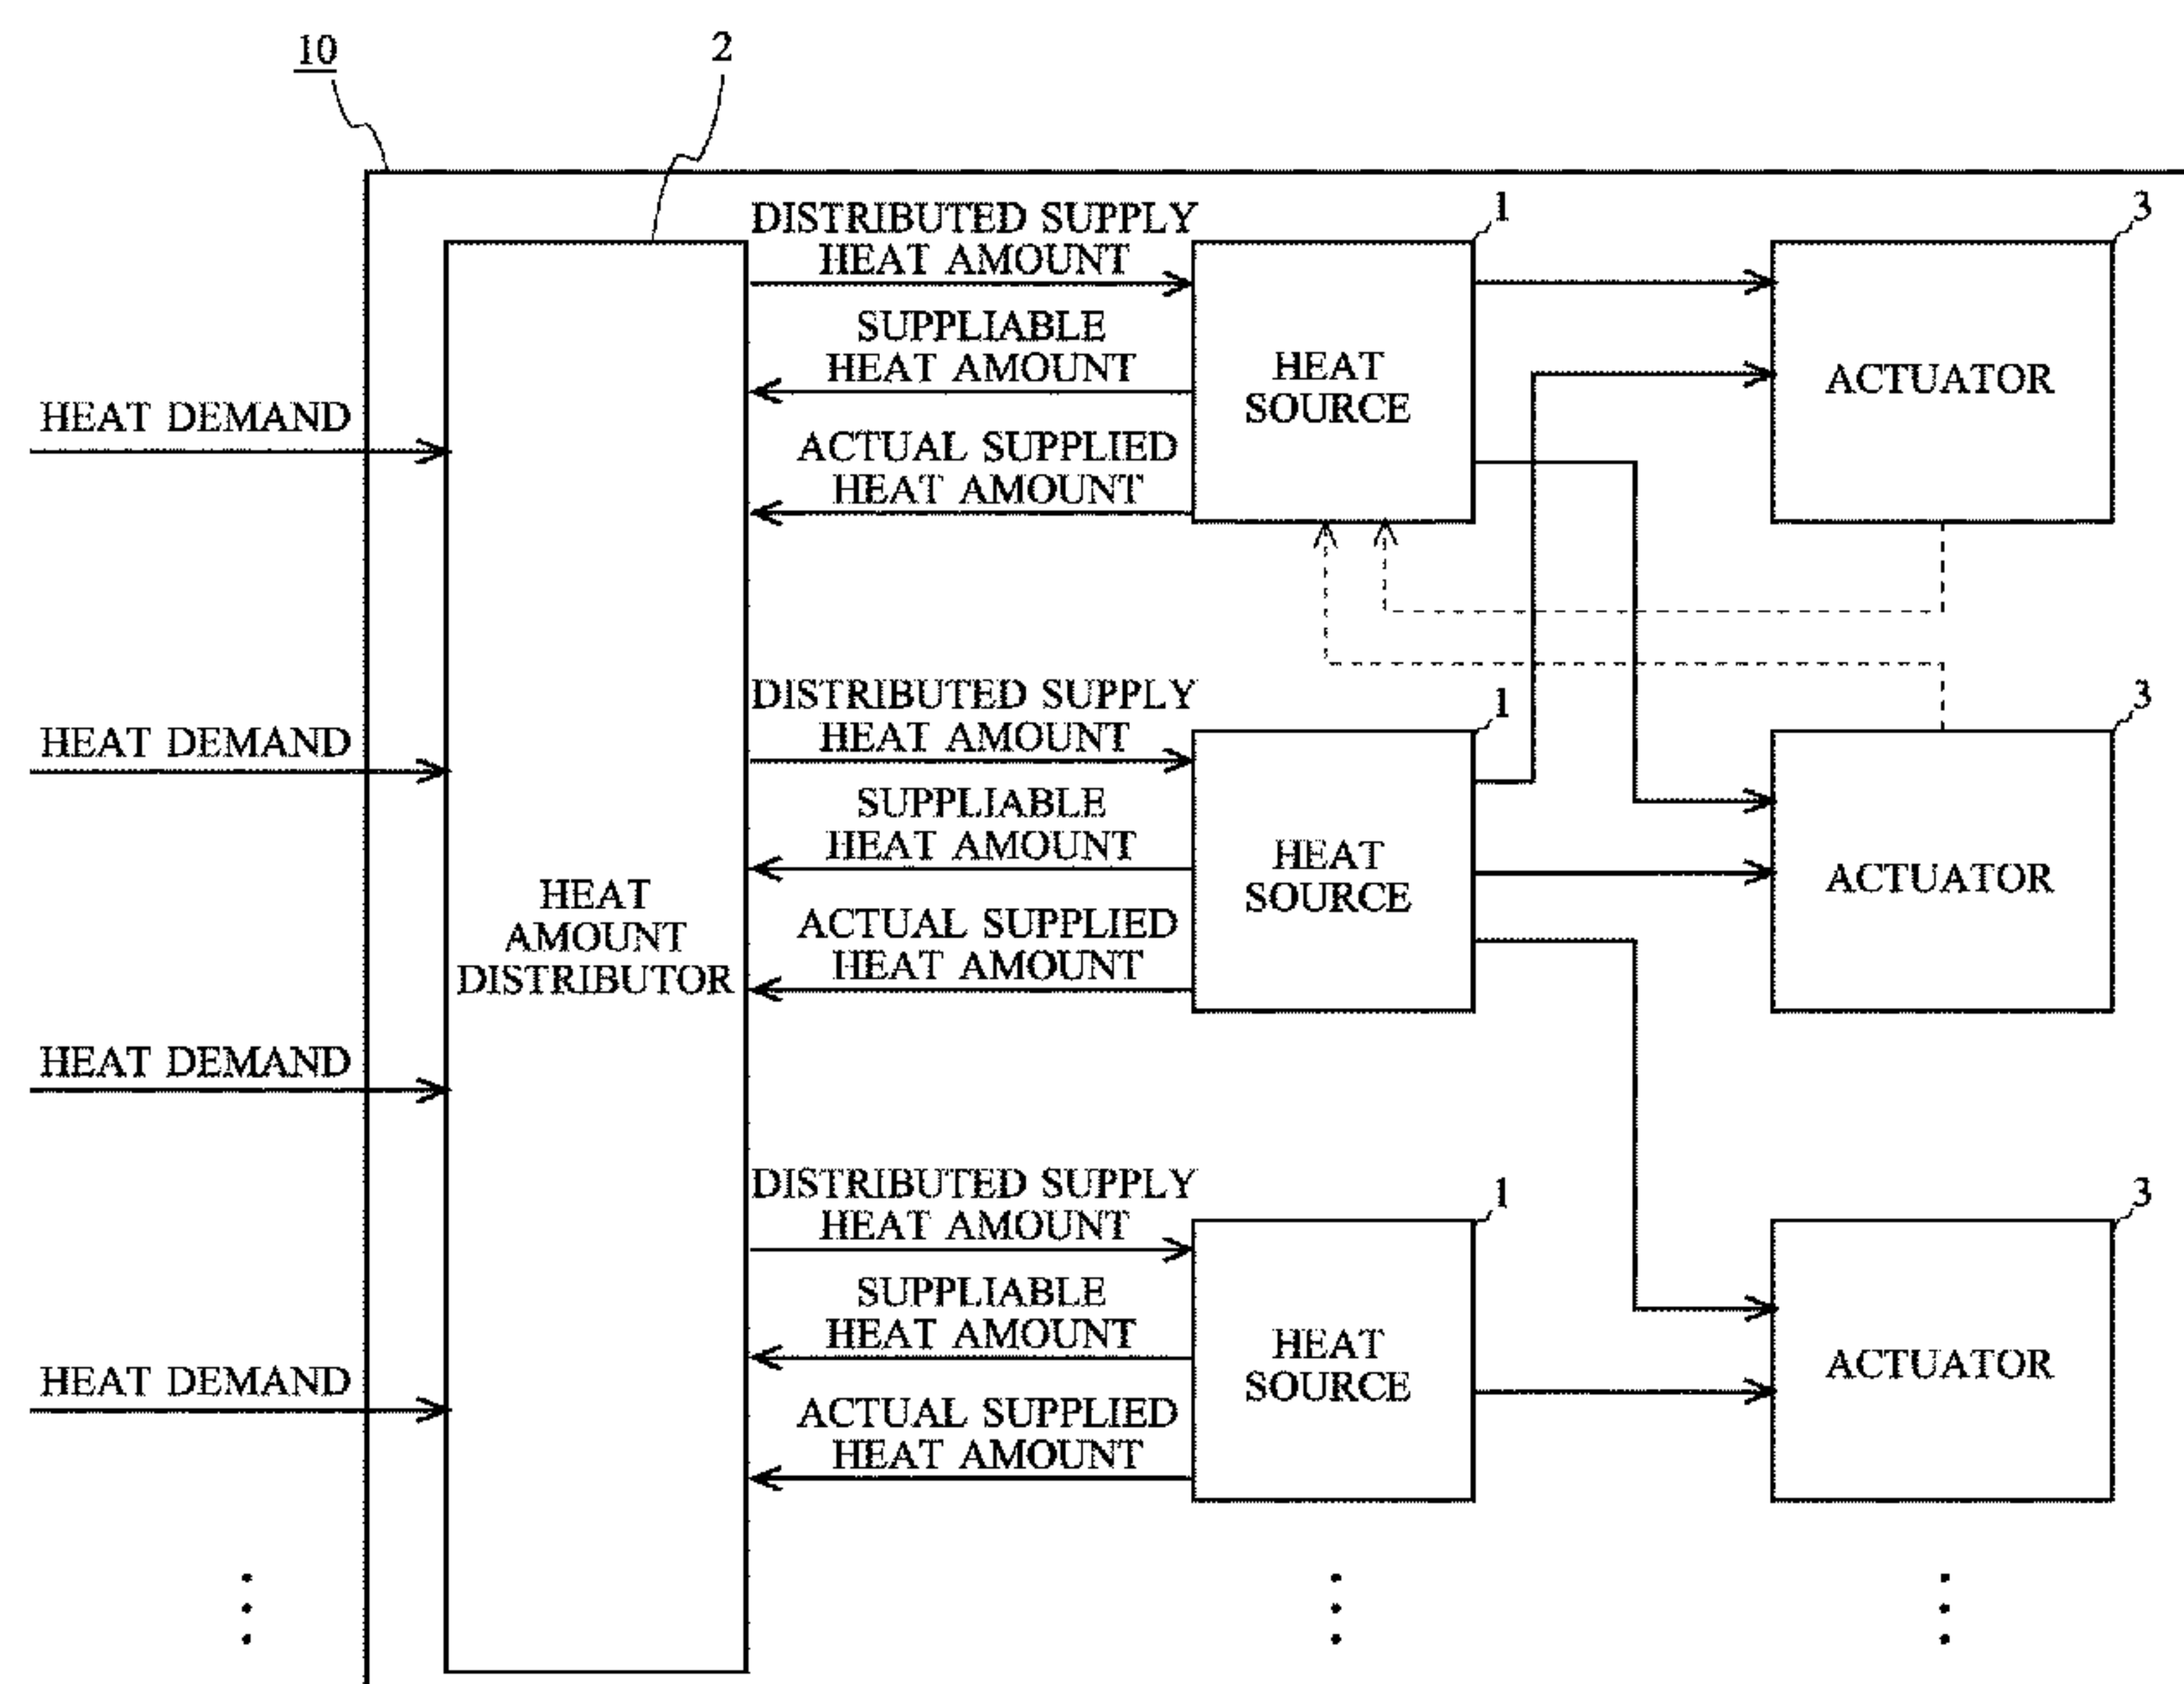 10
2
DISTRIBUTED SUPPLY
HEAT AMOUNT
1
3
SUPPLIABLE
HEAT AMOUNT
HEAT
SOURCE
ACTUATOR
HEAT DEMAND
ACTUAL SUPPLIED
HEAT AMOUNT
DISTRIBUTED SUPPLY
HEAT AMOUNT
1
3
HEAT DEMAND
SUPPLIABLE
HEAT AMOUNT
HEAT
SOURCE
ACTUATOR
HEAT
AMOUNT
DISTRIBUTOR
ACTUAL SUPPLIED
HEAT AMOUNT
HEAT DEMAND
DISTRIBUTED SUPPLY
HEAT AMOUNT
1
3
SUPPLIABLE
HEAT AMOUNT
HEAT
SOURCE
ACTUATOR
HEAT DEMAND
ACTUAL SUPPLIED
HEAT AMOUNT